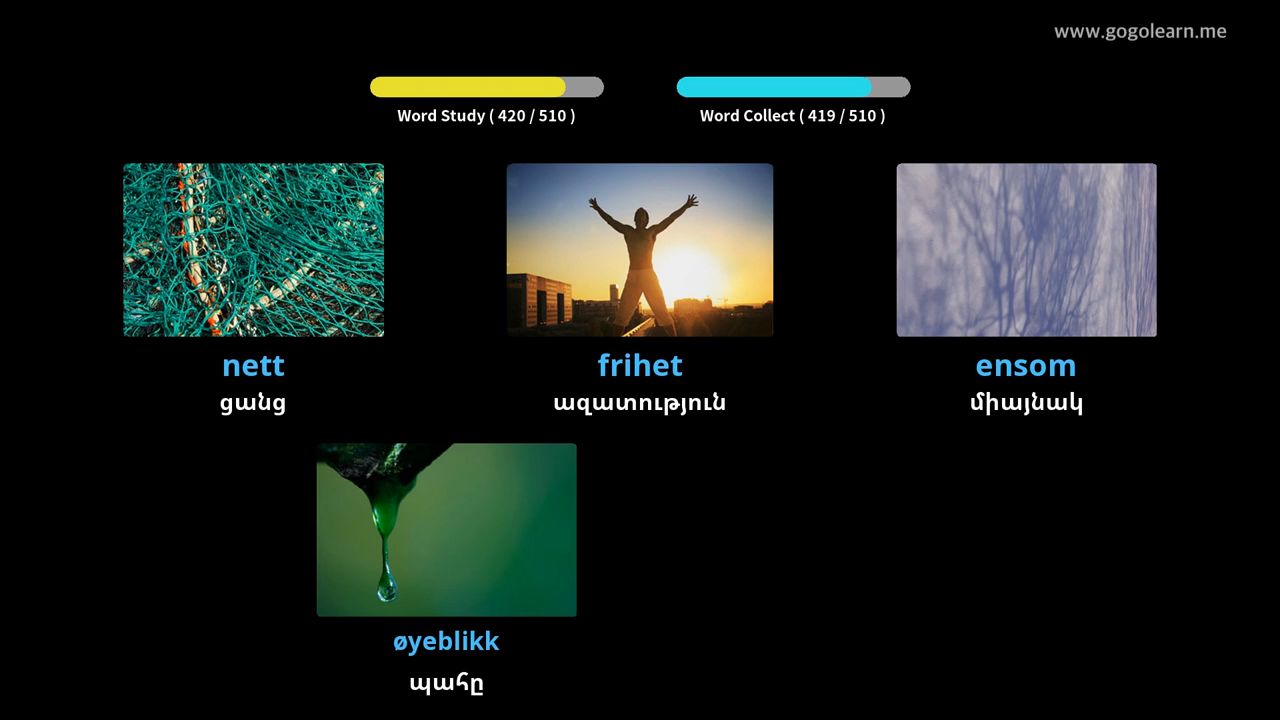 www.gogolearn.me
Word Study ( 420 / 510 )
Word Collect ( 419 / 510 )
nett
frihet
ensom
ցանց
ազատություն
միայնակ
øyeblikk
պահը